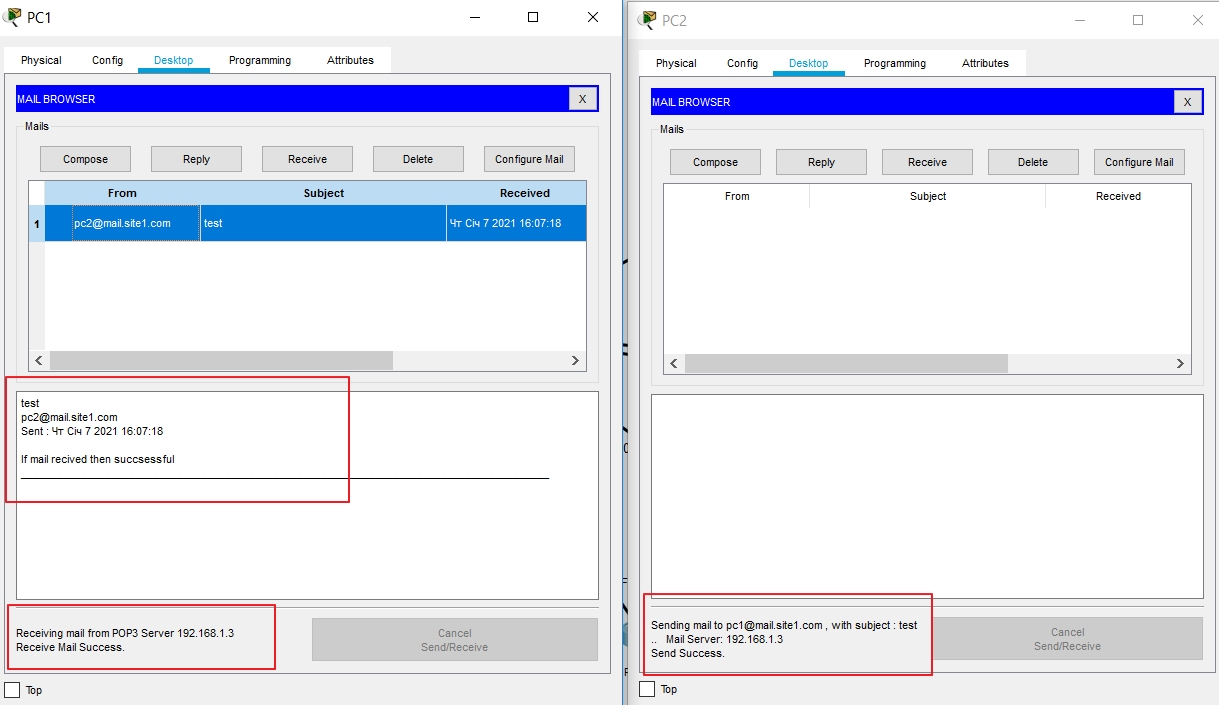 PC1
Physical Config Desktop Programming Attributes
MAIL BROWSER X
Mails
Compose Reply Receive Delete Configure Mail
From Subject Received
1 pc2@mail.site1.com test Чт Січ 7 2021 16:07:18
test
pc2@mail.site1.com
Sent : Чт Січ 7 2021 16:07:18
If mail recived then succsessful
Receiving mail from POP3 Server 192.168.1.3
Receive Mail Success.
Cancel
Send/Receive
Top
PC2
Physical Config Desktop Programming Attributes
MAIL BROWSER X
Mails
Compose Reply Receive Delete Configure Mail
From Subject Received
Sending mail to pc1@mail.site1.com , with subject : test
.. Mail Server: 192.168.1.3
Send Success.
Cancel
Send/Receive
Top